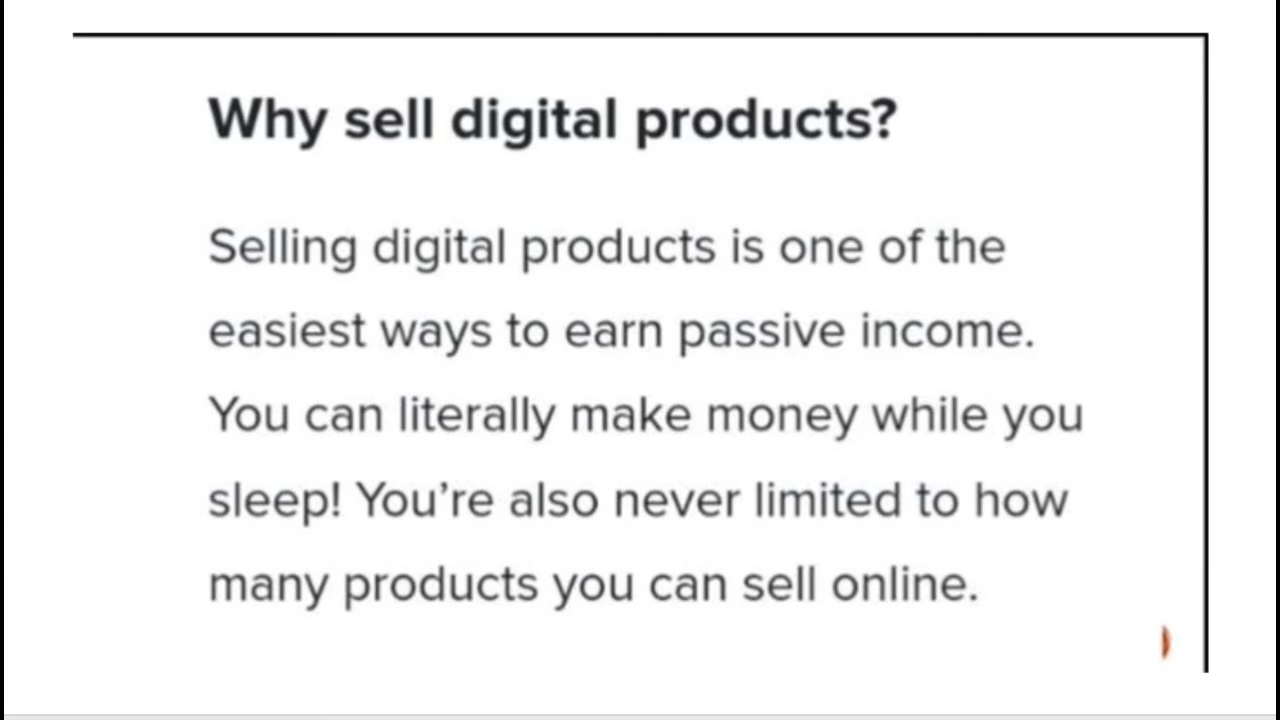 Why sell digital products?
Selling digital products is one of the
easiest ways to earn passive income.
You can literally make money while you
sleep! You’re also never limited to how
many products you can sell online.